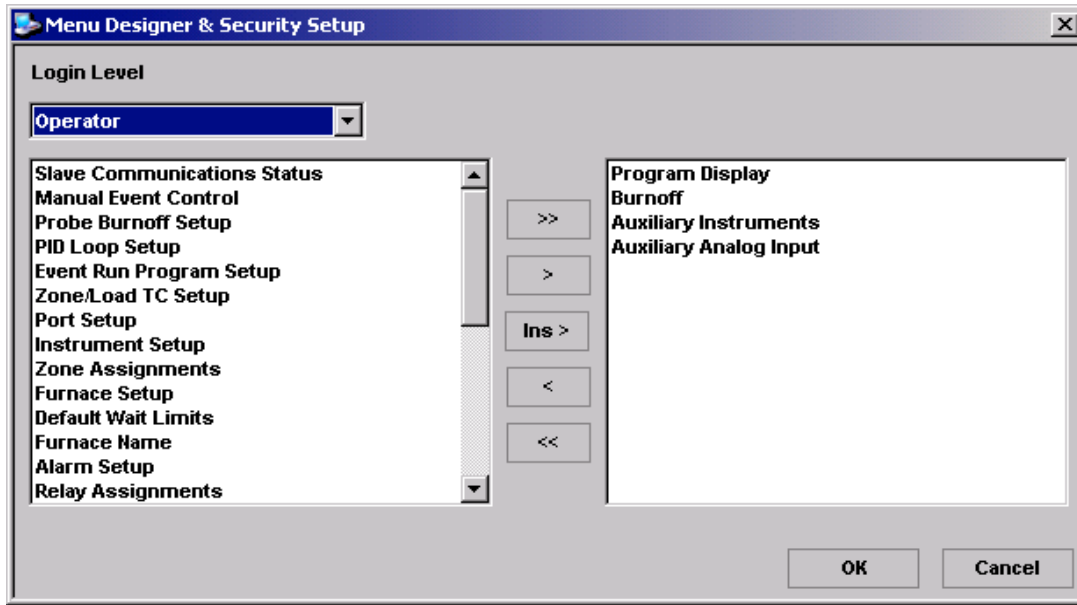 Menu Designer & Security Setup
Login Level
Operator
Slave Communications Status
Manual Event Control
Probe Burnoff Setup
PID Loop Setup
Event Run Program Setup
Zone/Load TC Setup
Port Setup
Instrument Setup
Zone Assignments
Furnace Setup
Default Wait Limits
Furnace Name
Alarm Setup
Relay Assignments
>>
>
Ins >
<
<<
Program Display
Burnoff
Auxiliary Instruments
Auxiliary Analog Input
OK
Cancel